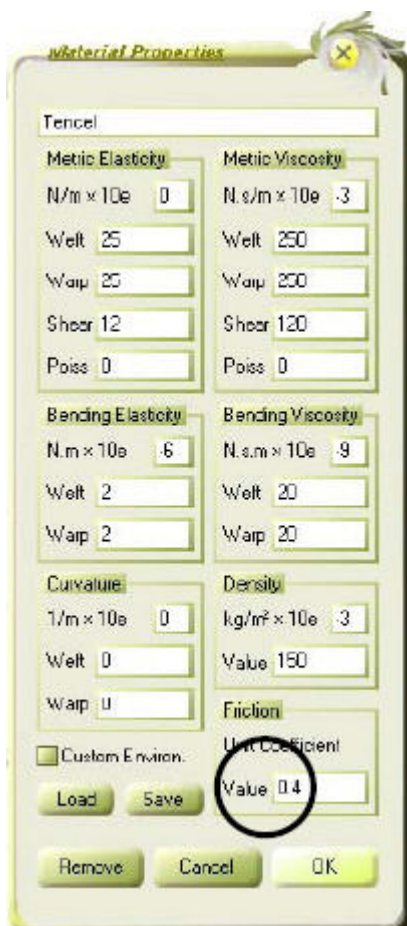 Material Properties
Tencel
Metric Elasticity
N/m × 10e 0
Weft 25
Warp 25
Shear 12
Poiss 0
Metric Viscosity
N.s/m × 10e -3
Weft 250
Warp 250
Shear 120
Poiss 0
Bending Elasticity
N.m × 10e -6
Weft 2
Warp 2
Bending Viscosity
N.s.m × 10e -9
Weft 20
Warp 20
Curvature
1/m × 10e 0
Weft 0
Warp 0
Density
kg/m² × 10e -3
Value 150
Friction
Unit Coefficient
Value 0.4
Custom Environ.
Load Save
Remove Cancel OK